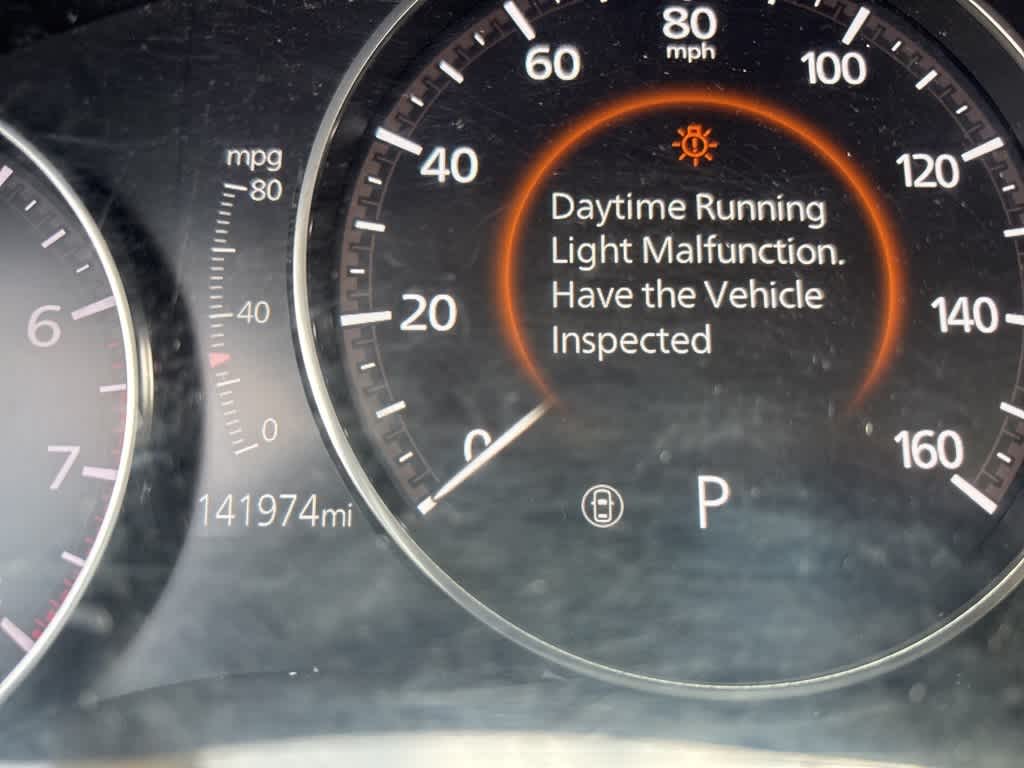 80
mph
60
100
mpg
80
40
120
Daytime Running
Light Malfunction.
Have the Vehicle
Inspected
6
40
20
140
0
0
160
7
141974mi
P